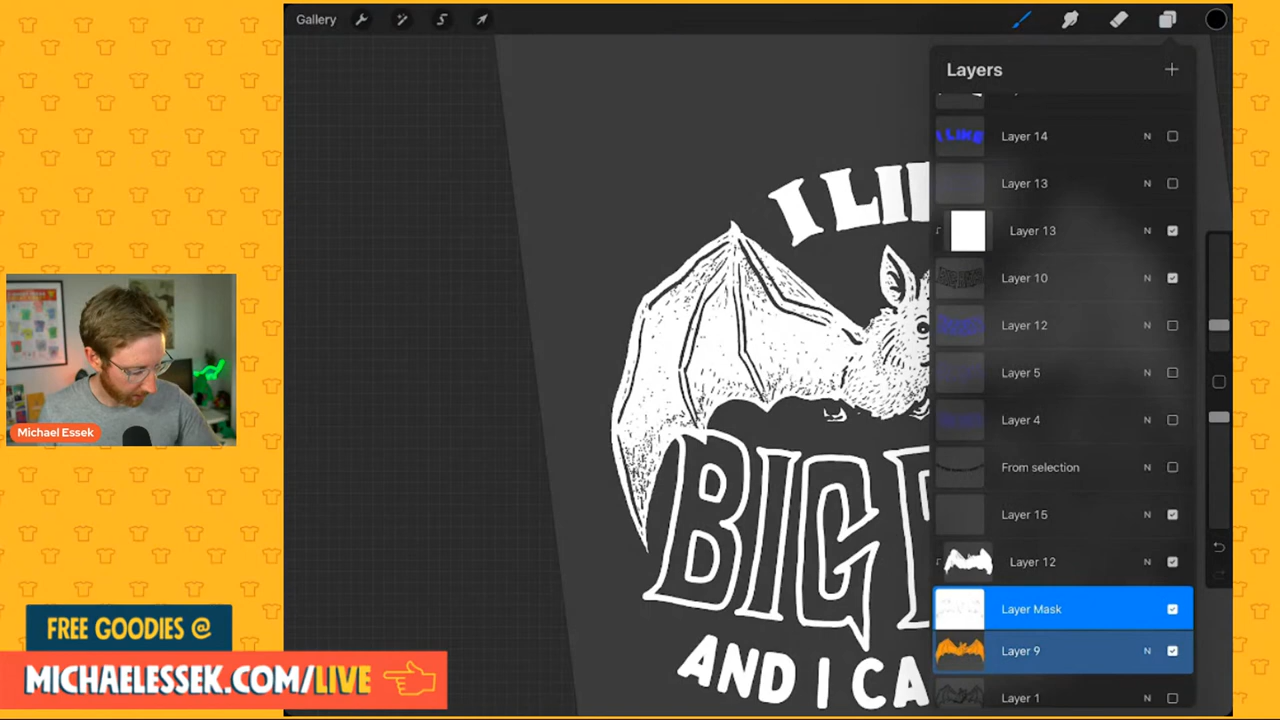 Gallery
Layers
Layer 14 N
Layer 13 N
Layer 13 N
Layer 10 N
Layer 12 N
Layer 5 N
Layer 4 N
From selection N
Layer 15 N
Layer 12 N
Layer Mask
Layer 9 N
Layer 1 N
I LI
BIG
AND I CA
I LIKE
Michael Essek
FREE GOODIES @
MICHAELESSEK.COM/LIVE